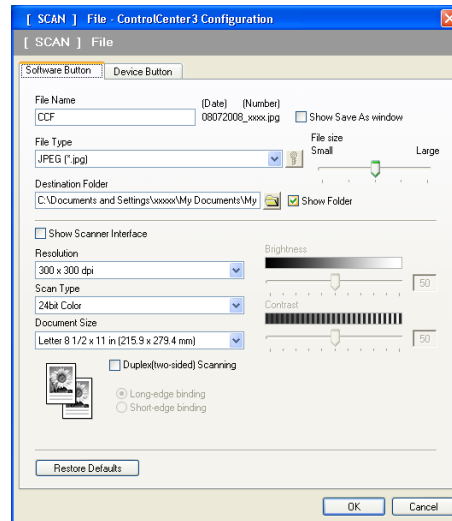 [ SCAN ] File - ControlCenter3 Configuration
[ SCAN ] File
Software Button Device Button
File Name (Date) (Number)
CCF 08072008_xxxx.jpg Show Save As window
File Type File size
JPEG (*.jpg) Small Large
Destination Folder
C:\Documents and Settings\xxxxx\My Documents\My Show Folder
Show Scanner Interface
Resolution Brightness
300 x 300 dpi 50
Scan Type
24bit Color Contrast
Document Size
Letter 8 1/2 x 11 in (215.9 x 279.4 mm) 50
Duplex(two-sided) Scanning
Long-edge binding
Short-edge binding
Restore Defaults
OK Cancel